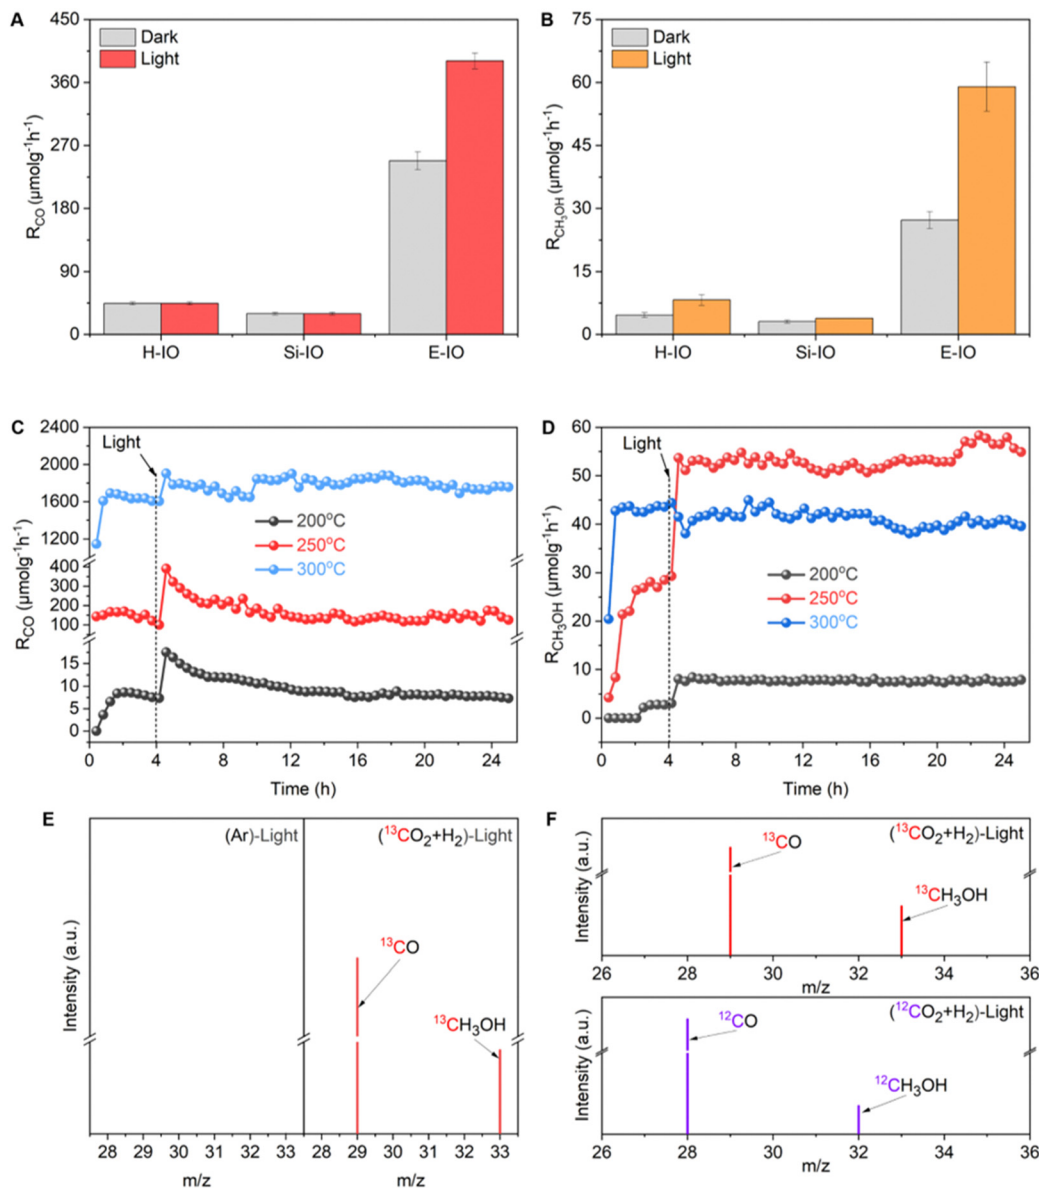 A
450
360
270
180
90
0
R_CO (μmolg⁻¹h⁻¹)
Dark
Light
H-IO Si-IO E-IO
B
75
60
45
30
15
0
R_CH₃OH (μmolg⁻¹h⁻¹)
Dark
Light
H-IO Si-IO E-IO
C
2400
2000
1600
1200
400
300
200
100
15
10
5
0
R_CO (μmolg⁻¹h⁻¹)
Light
200°C
250°C
300°C
0 4 8 12 16 20 24
Time (h)
D
60
50
40
30
20
10
0
R_CH₃OH (μmolg⁻¹h⁻¹)
Light
200°C
250°C
300°C
0 4 8 12 16 20 24
Time (h)
E
Intensity (a.u.)
(Ar)-Light
(¹³CO₂+H₂)-Light
¹³CO
¹³CH₃OH
28 29 30 31 32 33 28 29 30 31 32 33
m/z m/z
F
Intensity (a.u.)
(¹³CO₂+H₂)-Light
¹³CO
¹³CH₃OH
26 28 30 32 34 36
m/z
Intensity (a.u.)
(¹²CO₂+H₂)-Light
¹²CO
¹²CH₃OH
26 28 30 32 34 36
m/z